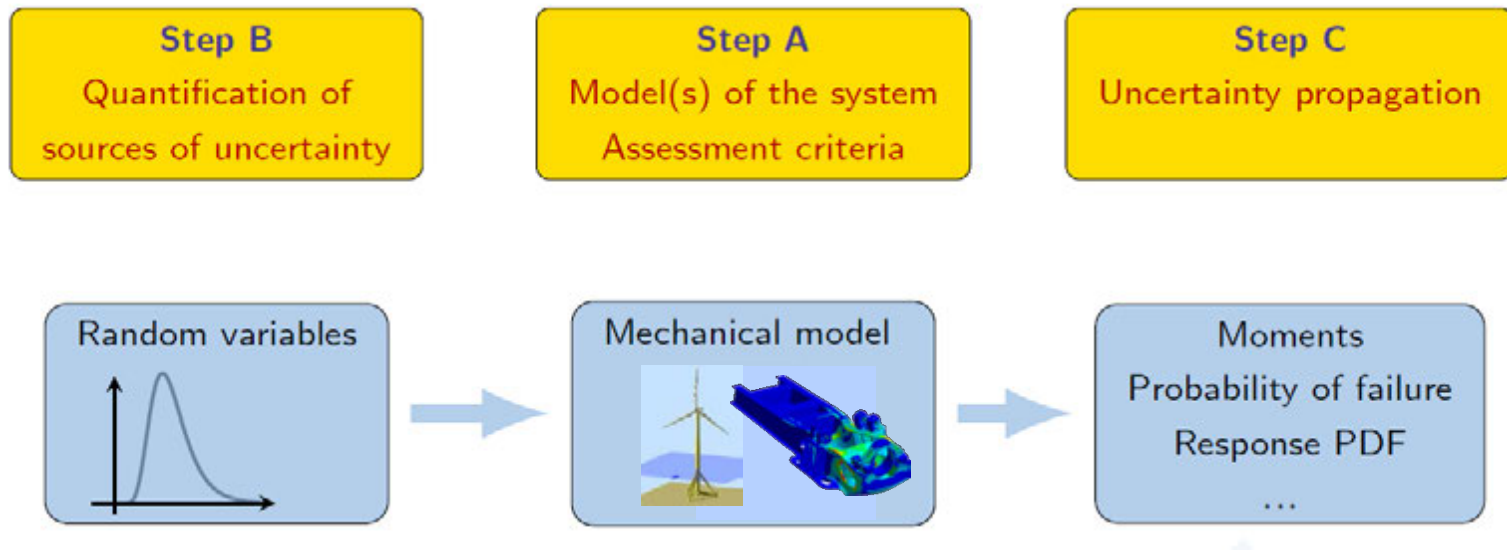 Step B
Quantification of
sources of uncertainty
Step A
Model(s) of the system
Assessment criteria
Step C
Uncertainty propagation
Random variables
Mechanical model
Moments
Probability of failure
Response PDF
...